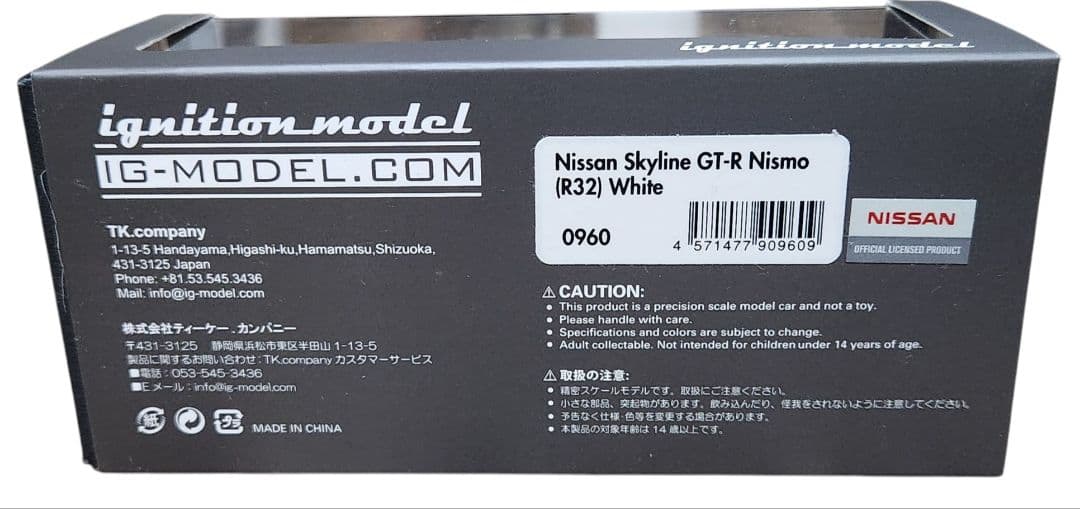 ignition model
ignition model
IG-MODEL.COM
TK.company
1-13-5 Handayama,Higashi-ku,Hamamatsu,Shizuoka,
431-3125 Japan
Phone: +81.53.545.3436
Mail: info@ig-model.com
株式会社ティーケー.カンパニー
〒431-3125 静岡県浜松市東区半田山1-13-5
製品に関するお問い合わせ:TK.company カスタマーサービス
■電話:053-545-3436
■Eメール:info@ig-model.com
紙
プラ
MADE IN CHINA
Nissan Skyline GT-R Nismo
(R32) White
0960
4 571477 909609
NISSAN
OFFICIAL LICENSED PRODUCT
⚠CAUTION:
• This product is a precision scale model car and not a toy.
• Please handle with care.
• Specifications and colors are subject to change.
• Adult collectable. Not intended for children under 14 years of age.
⚠取扱の注意:
• 精密スケールモデルです。取扱にご注意ください。
• 小さな部品、突起物があります。飲み込んだり、怪我をされないように注意してください。
• 予告なく仕様・色等を変更する場合があります。
• 本製品の対象年齢は14歳以上です。